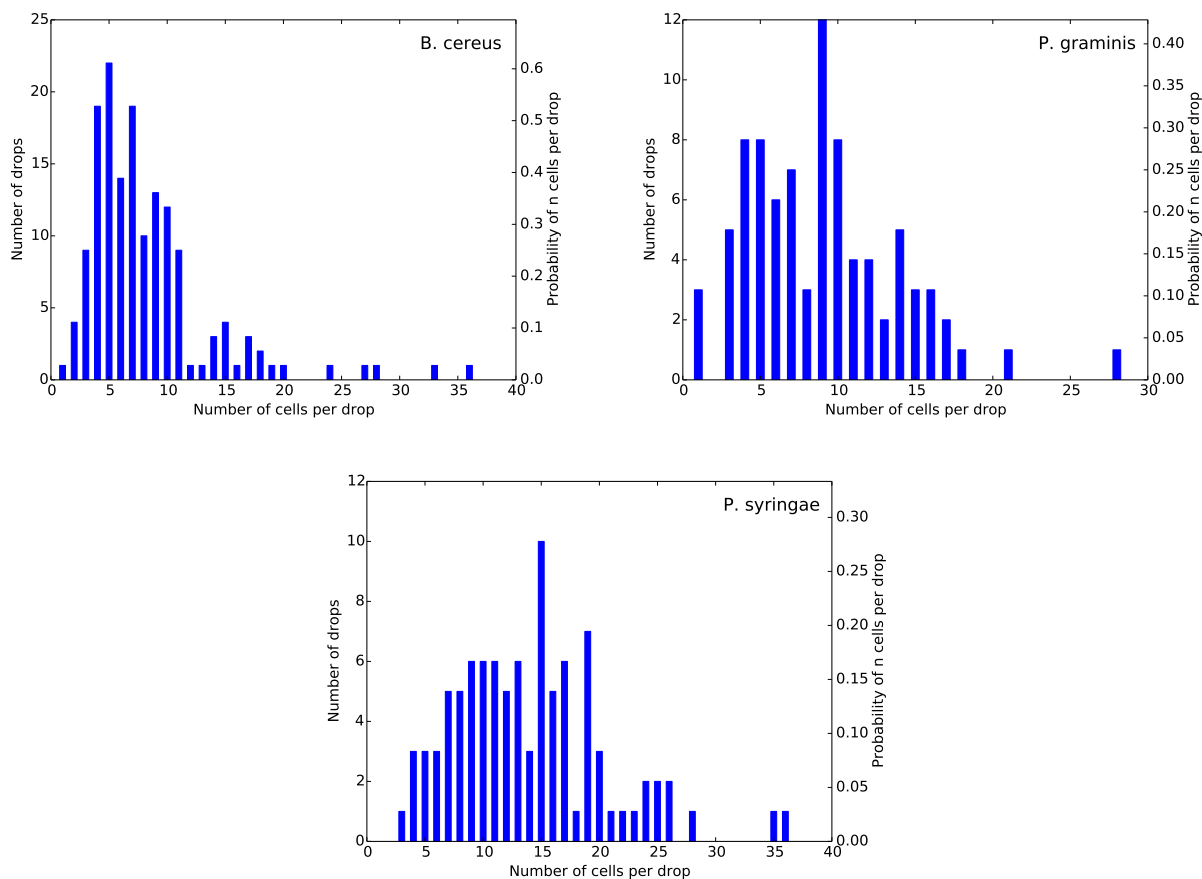 B. cereus
25
20
15
10
5
0
Number of drops
0.6
0.5
0.4
0.3
0.2
0.1
0.0
Probability of n cells per drop
5 10 15 20 25 30 35 40
Number of cells per drop
P. graminis
12
10
8
6
4
2
0
Number of drops
0.40
0.35
0.30
0.25
0.20
0.15
0.10
0.05
0.00
Probability of n cells per drop
0 5 10 15 20 25 30
Number of cells per drop
P. syringae
12
10
8
6
4
2
0
Number of drops
0.30
0.25
0.20
0.15
0.10
0.05
0.00
Probability of n cells per drop
0 5 10 15 20 25 30 35 40
Number of cells per drop